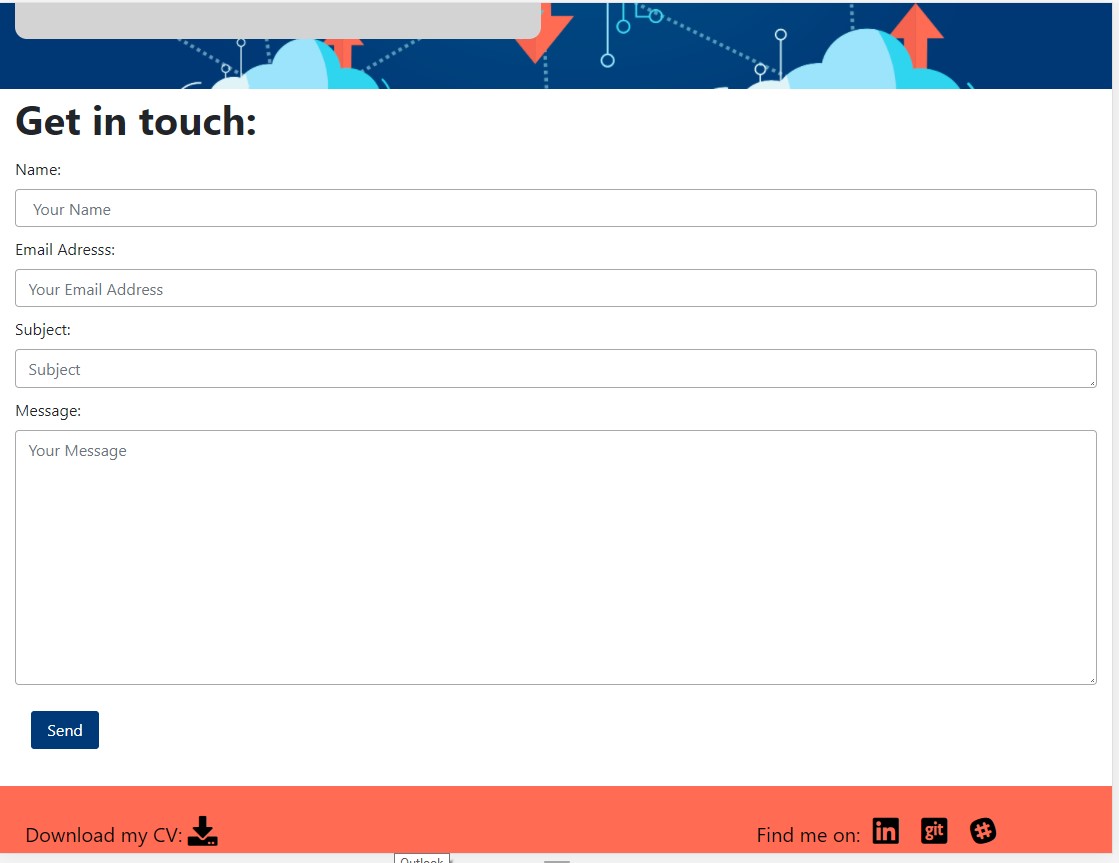 Get in touch:
Name:
Your Name
Email Adresss:
Your Email Address
Subject:
Subject
Message:
Your Message
Send
Download my CV:
Find me on: in git
Outlook